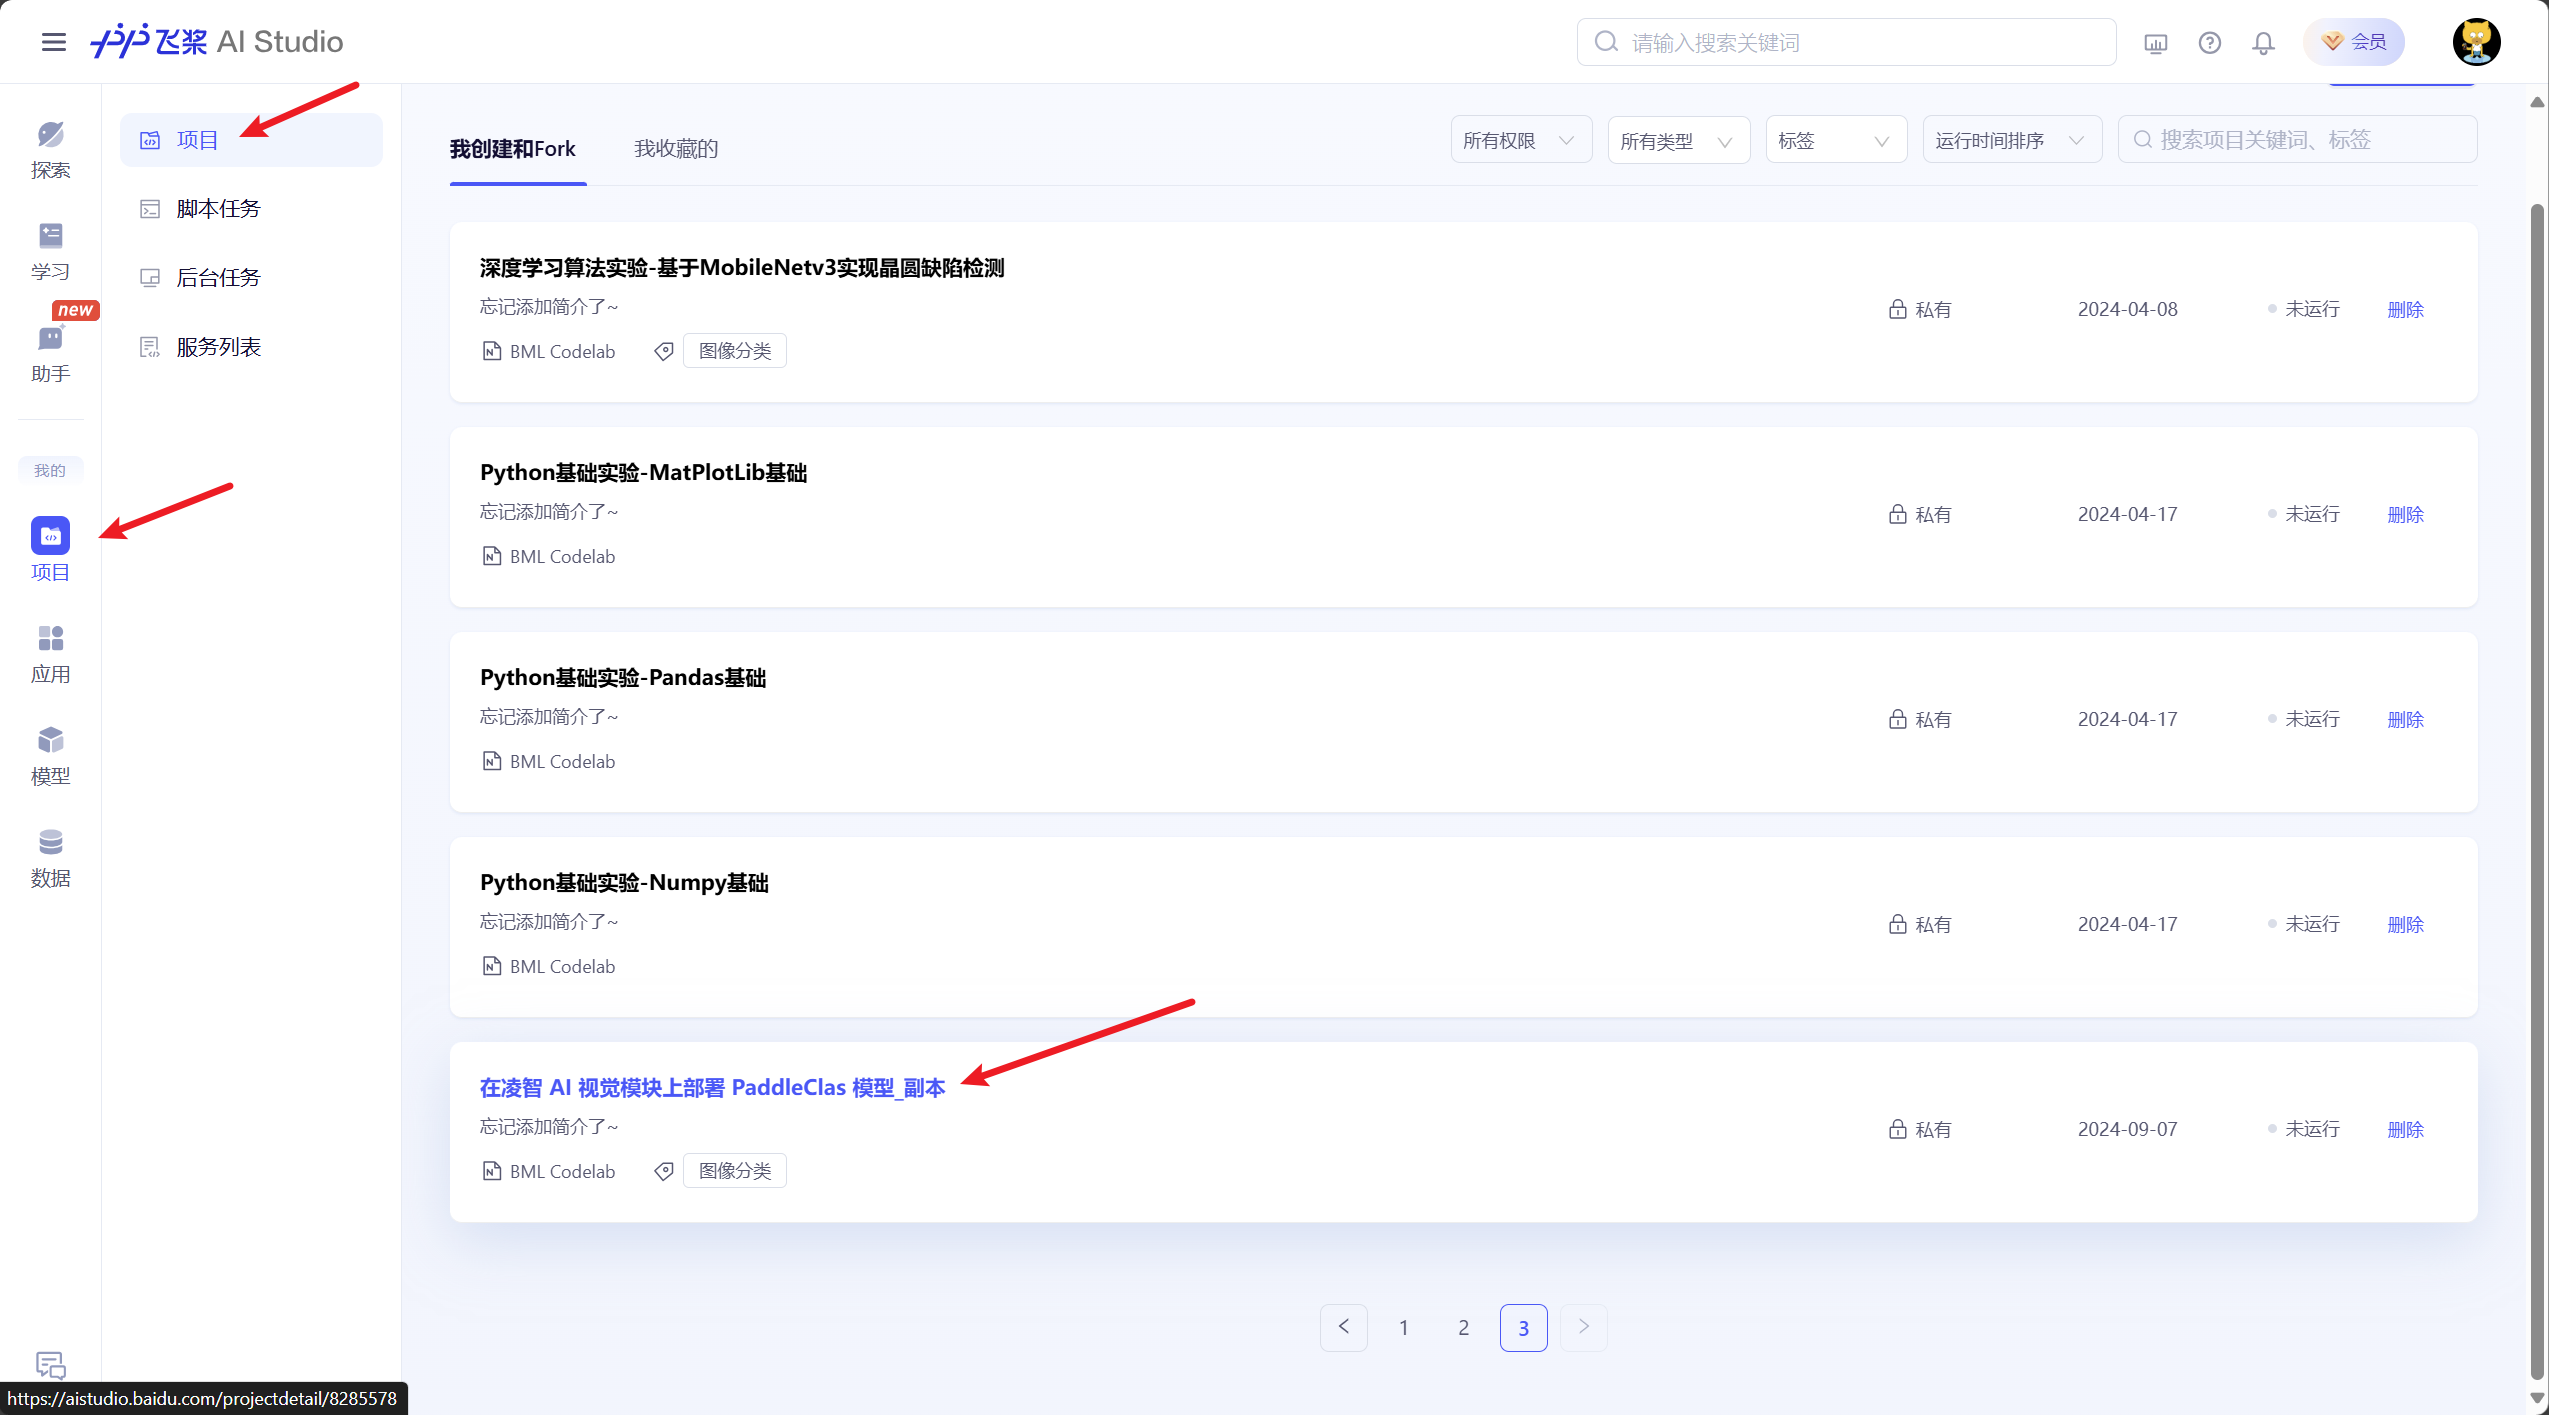 飞桨 AI Studio
请输入搜索关键词
会员
探索
学习
new
助手
我的
项目
应用
模型
数据
项目
脚本任务
后台任务
服务列表
我创建和Fork
我收藏的
所有权限
所有类型
标签
运行时间排序
搜索项目关键词、标签
深度学习算法实验-基于MobileNetv3实现晶圆缺陷检测
忘记添加简介了~
BML Codelab
图像分类
私有
2024-04-08
未运行
删除
Python基础实验-MatPlotLib基础
忘记添加简介了~
BML Codelab
私有
2024-04-17
未运行
删除
Python基础实验-Pandas基础
忘记添加简介了~
BML Codelab
私有
2024-04-17
未运行
删除
Python基础实验-Numpy基础
忘记添加简介了~
BML Codelab
私有
2024-04-17
未运行
删除
在凌智 AI 视觉模块上部署 PaddleClas 模型_副本
忘记添加简介了~
BML Codelab
图像分类
私有
2024-09-07
未运行
删除
< 1 2 3 >
https://aistudio.baidu.com/projectdetail/8285578